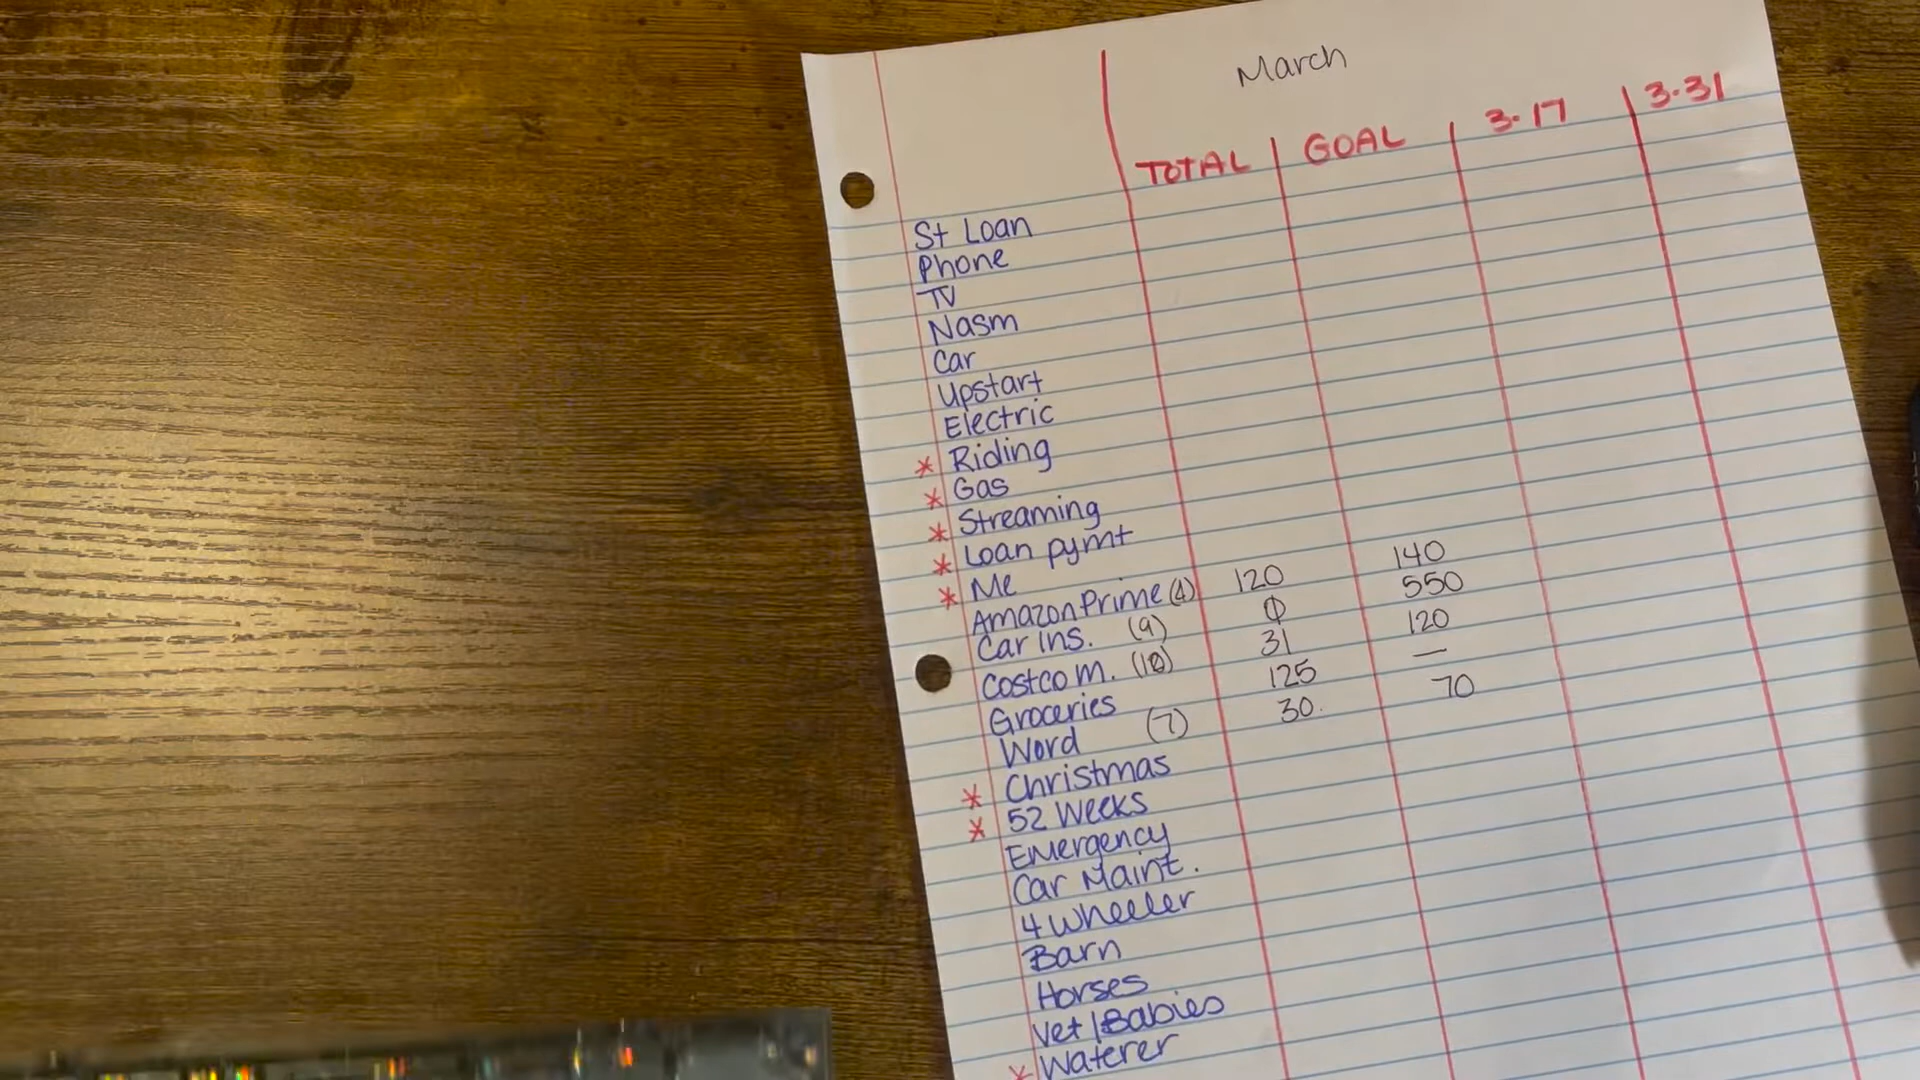 March
TOTAL GOAL 3.17 3.31
St Loan
Phone
TV
Nasm
Car
Upstart
Electric
* Riding
* Gas
* Streaming
* Loan pymt
* Me
Amazon Prime (4) 120 140
Car Ins. (9) 0 550
Costco m. (10) 31 120
Groceries 125 —
Word (7) 30. 70
* Christmas
* 52 Weeks
Emergency
Car Maint.
4 Wheeler
Barn
Horses
Vet/Babies
* Waterer